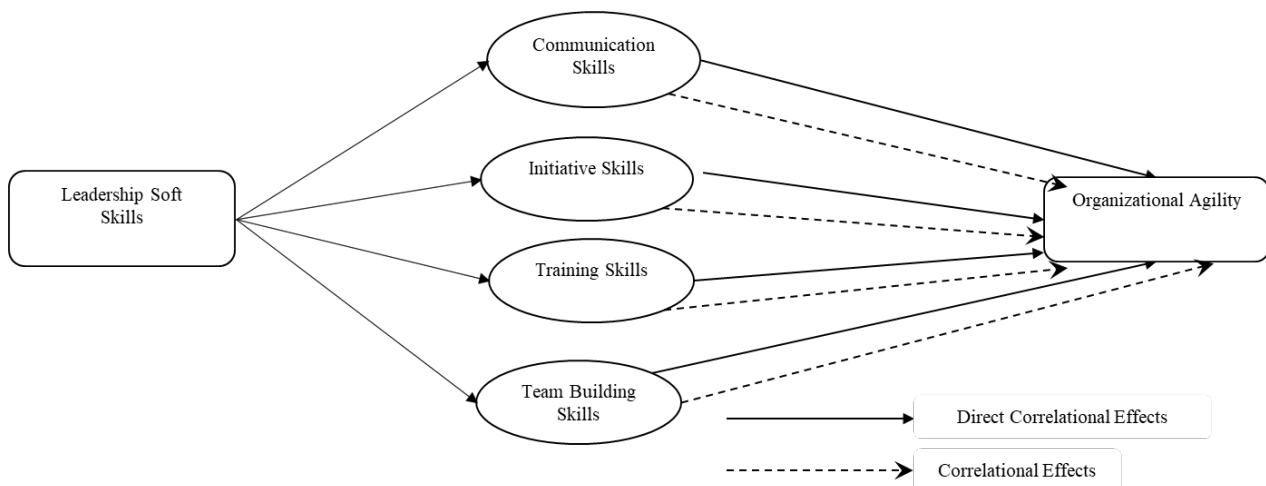 Communication
Skills
Initiative Skills
Leadership Soft
Skills
Organizational Agility
Training Skills
Team Building
Skills
Direct Correlational Effects
Correlational Effects